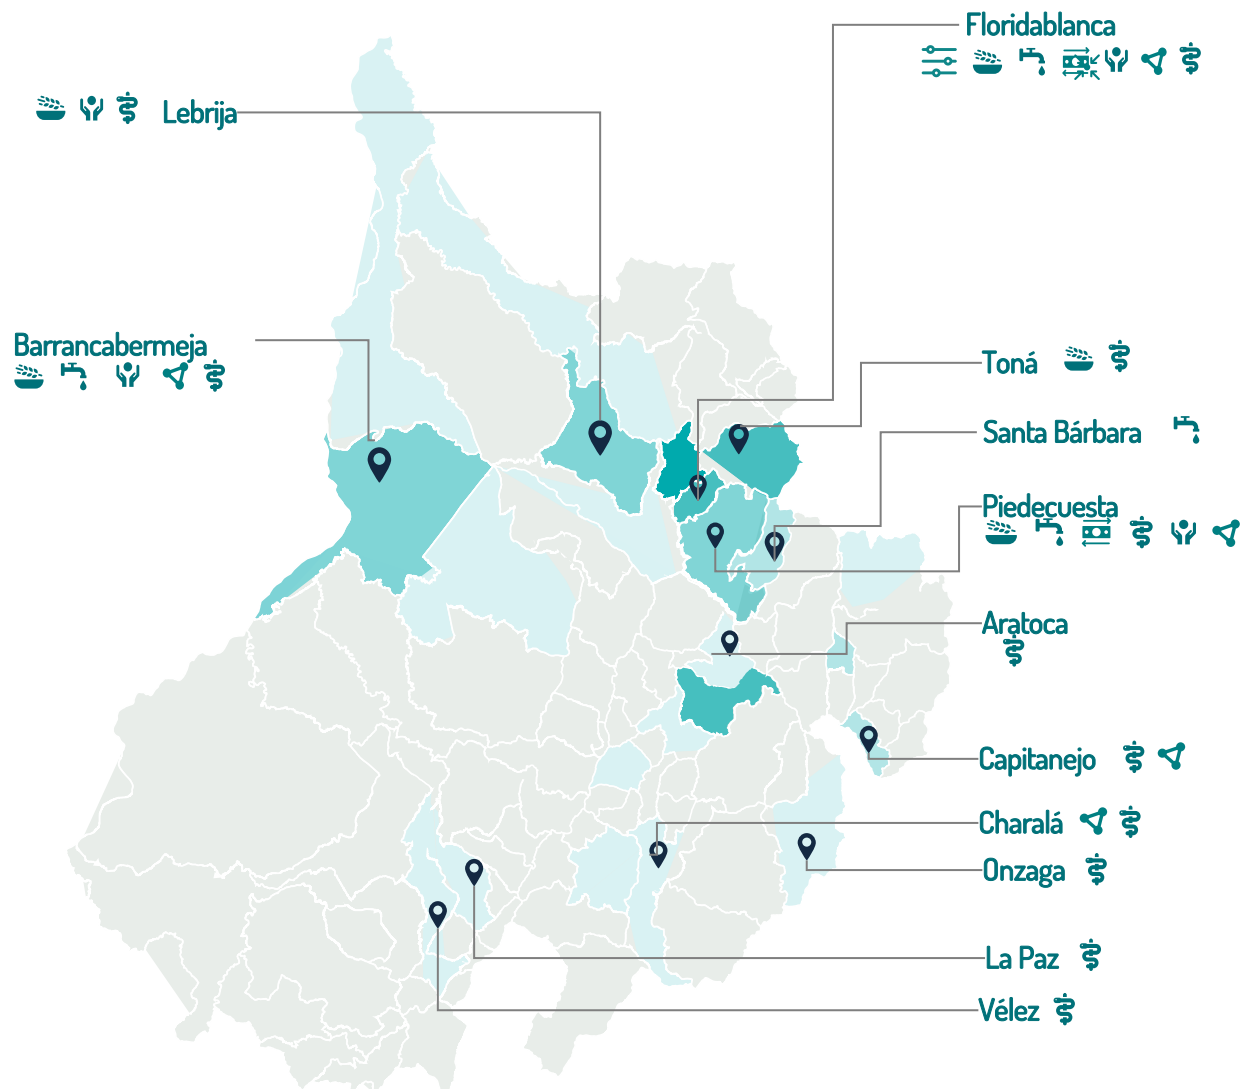 Floridablanca
Lebrija
Barrancabermeja
Toná
Santa Bárbara
Piedecuesta
Aratoca
Capitanejo
Charalá
Onzaga
La Paz
Vélez